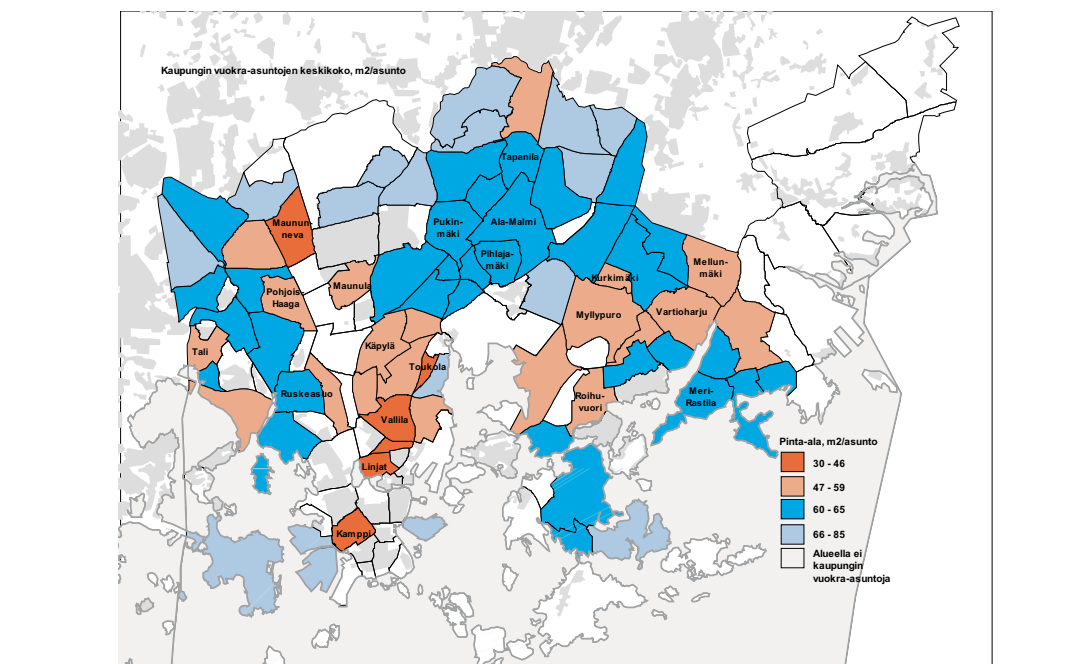 Kaupungin vuokra-asuntojen keskikoko, m2/asunto
Tapanila
Maunun-
neva
Pukin-
mäki
Ala-Malmi
Pihlaja-
mäki
Mellun-
mäki
Kurkimäki
Maunula
Pohjois-
Haaga
Myllypuro
Vartioharju
Käpylä
Tali
Toukola
Ruskeasuo
Roihu-
vuori
Meri-
Rastila
Vallila
Linjat
Kamppi
Pinta-ala, m2/asunto
30 - 46
47 - 59
60 - 65
66 - 85
Alueella ei
kaupungin
vuokra-asuntoja